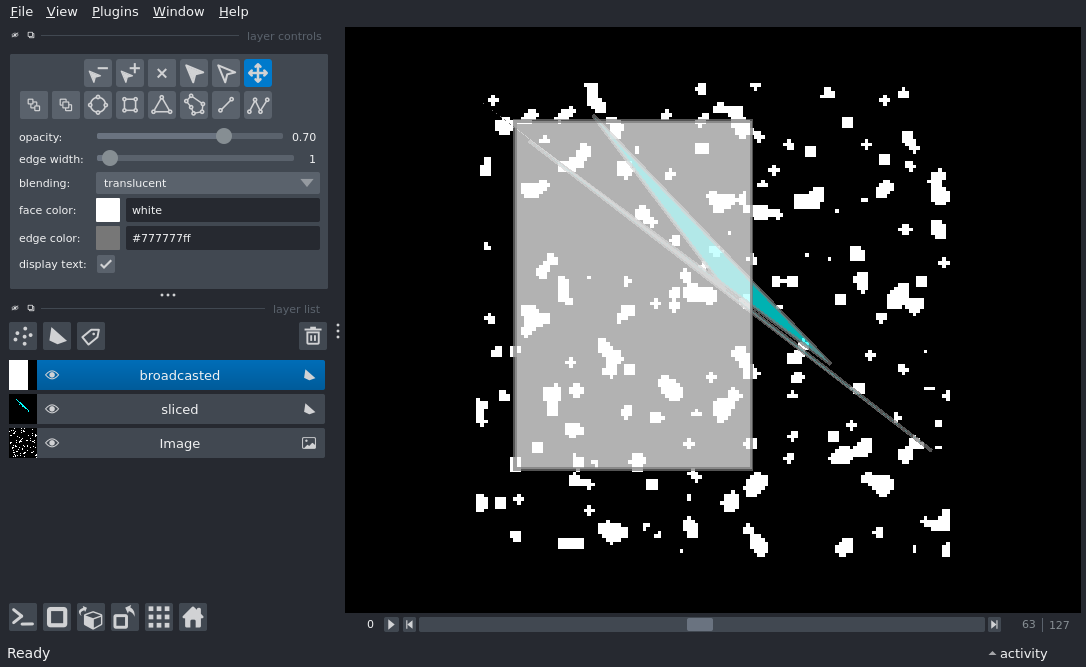 File View Plugins Window Help
layer controls
opacity: 0.70
edge width: 1
blending: translucent
face color: white
edge color: #777777ff
display text:
layer list
broadcasted
sliced
Image
0 63 127
Ready activity